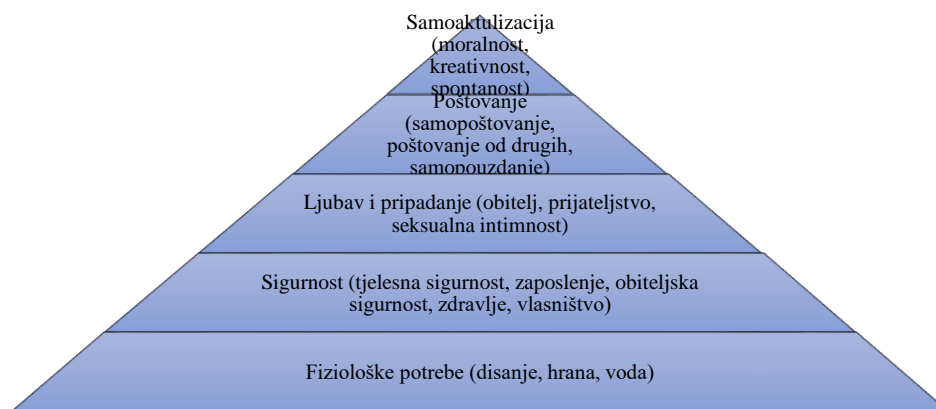 Samoaktulizacija
(moralnost,
kreativnost,
spontanost)
Poštovanje
(samopoštovanje,
poštovanje od drugih,
samopouzdanje)
Ljubav i pripadanje (obitelj, prijateljstvo,
seksualna intimnost)
Sigurnost (tjelesna sigurnost, zaposlenje, obiteljska
sigurnost, zdravlje, vlasništvo)
Fiziološke potrebe (disanje, hrana, voda)